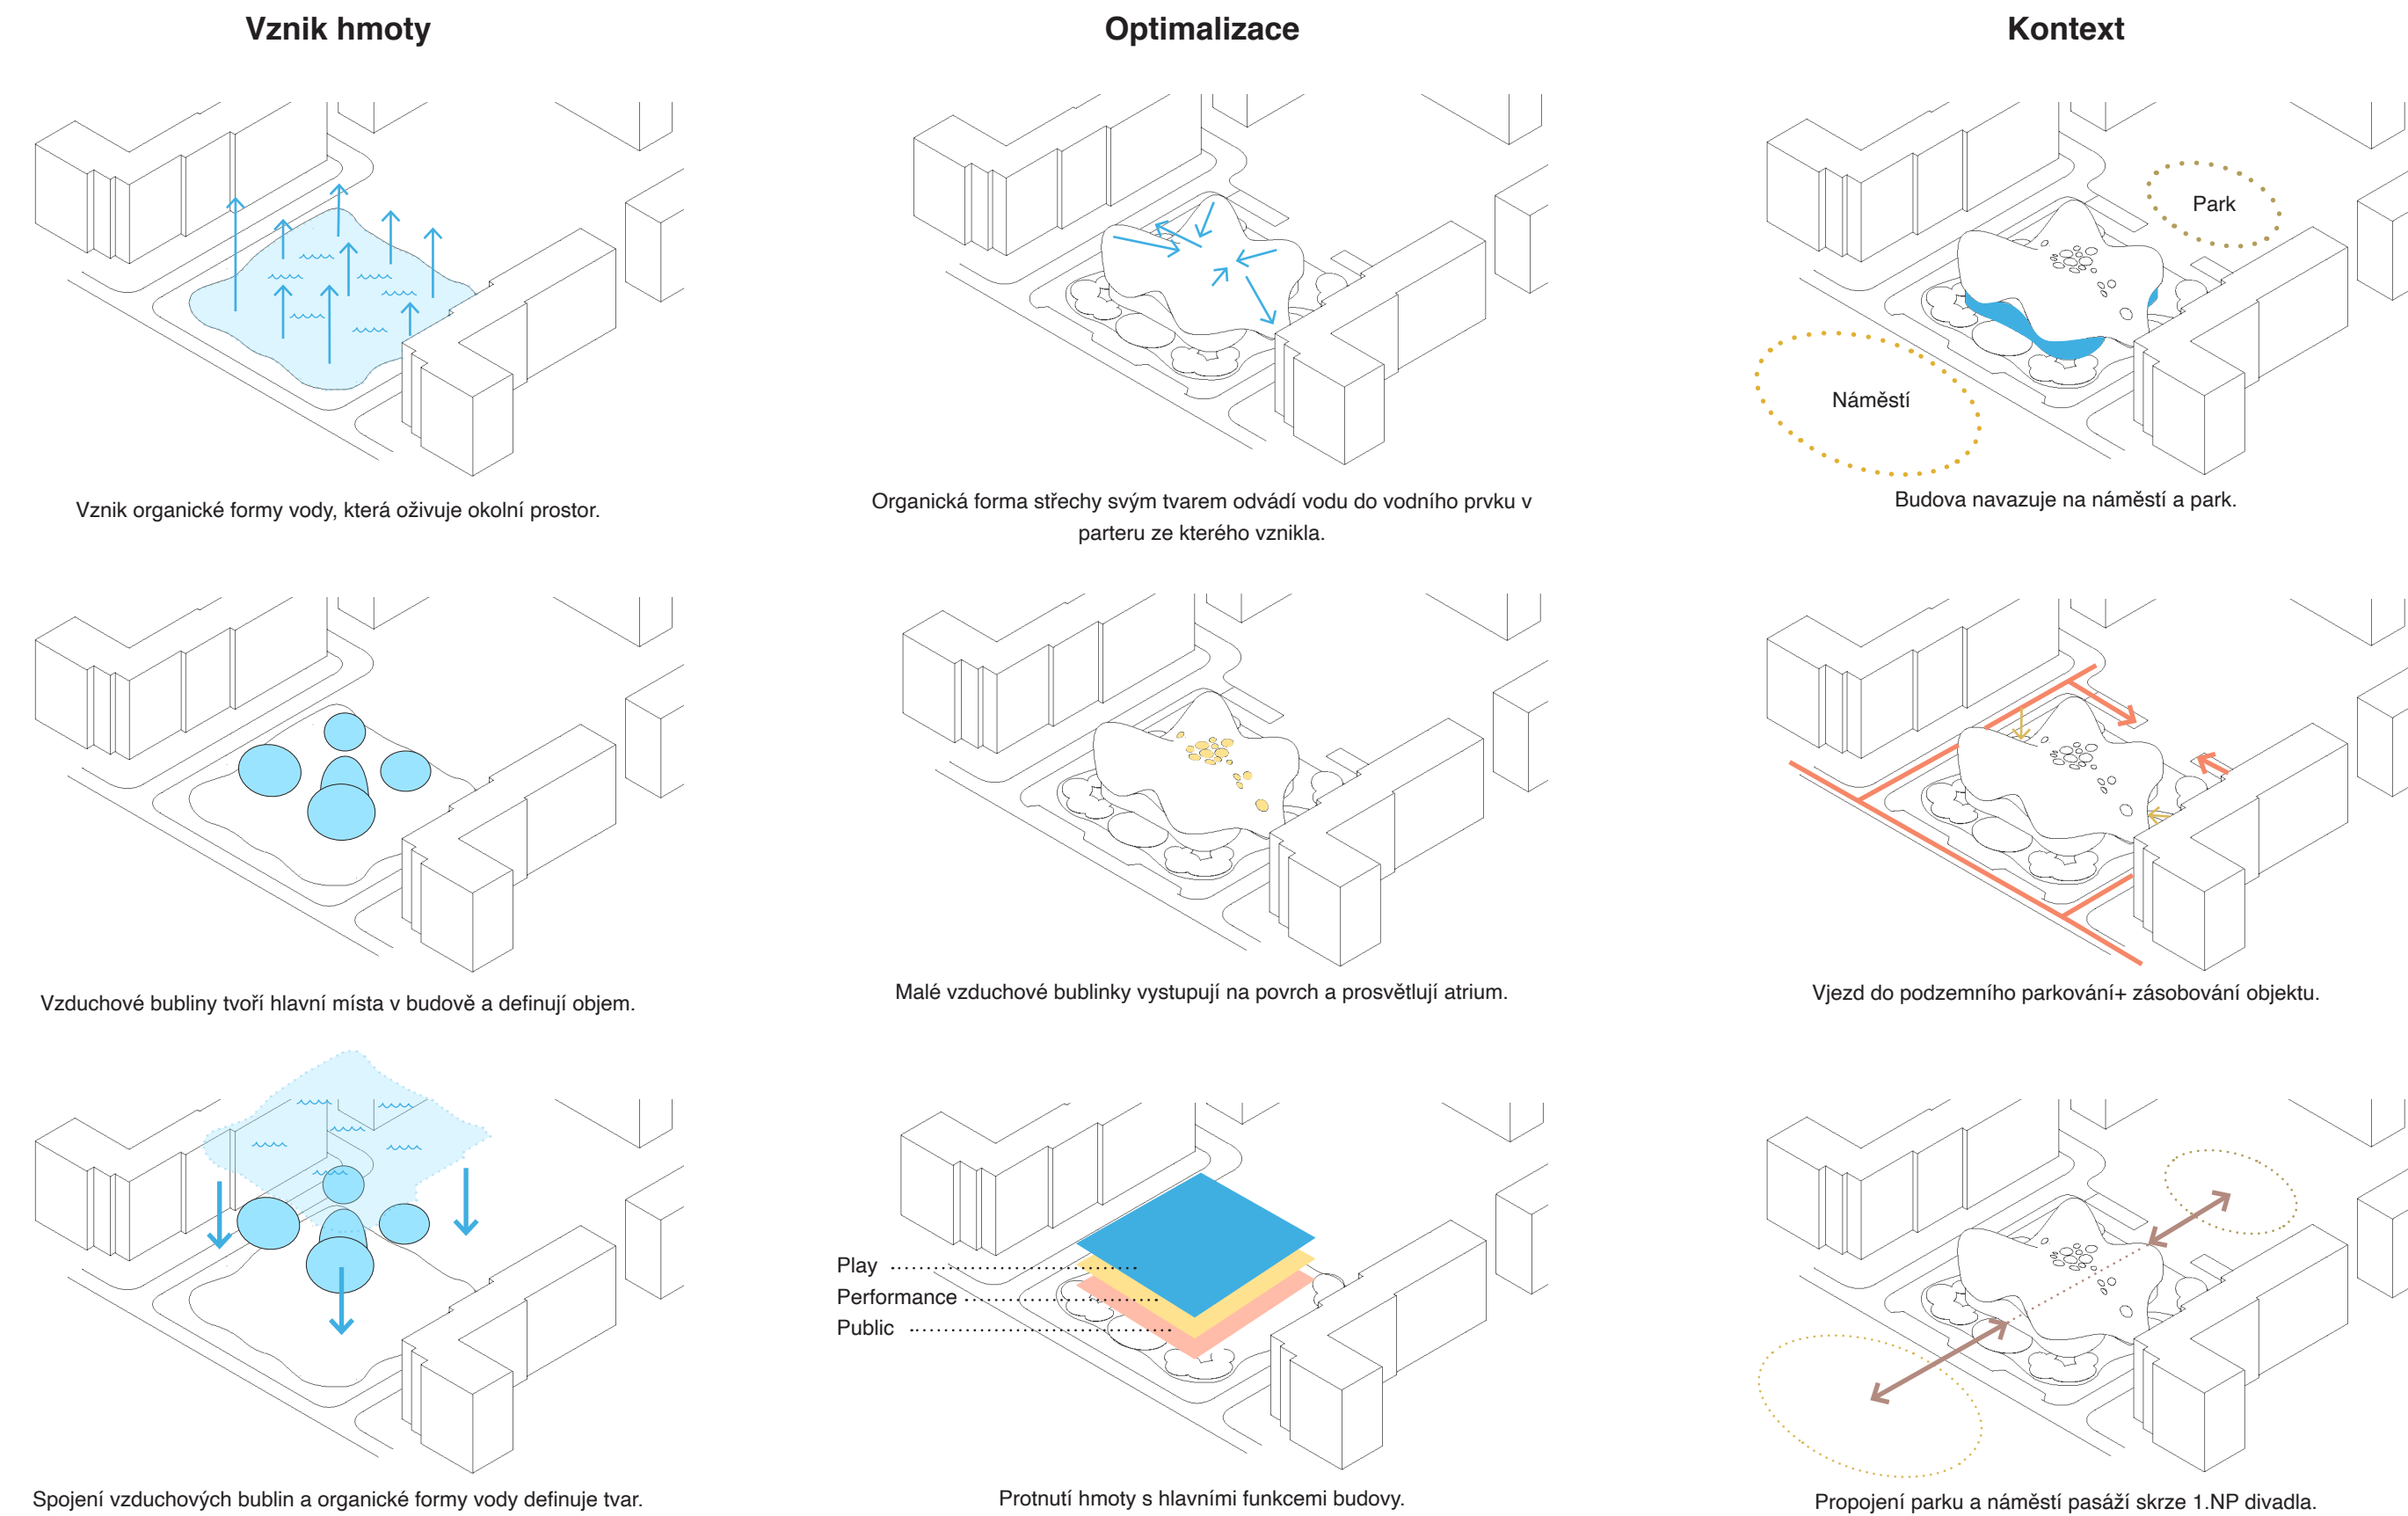 Vznik hmoty
Vznik organické formy vody, která oživuje okolní prostor.
Vzduchové bubliny tvoří hlavní místa v budově a definují objem.
Spojení vzduchových bublin a organické formy vody definuje tvar.
Optimalizace
Organická forma střechy svým tvarem odvádí vodu do vodního prvku v
parteru ze kterého vznikla.
Malé vzduchové bublinky vystupují na povrch a prosvětlují atrium.
Play
Performance
Public
Protnutí hmoty s hlavními funkcemi budovy.
Kontext
Park
Náměstí
Budova navazuje na náměstí a park.
Vjezd do podzemního parkování+ zásobování objektu.
Propojení parku a náměstí pasáží skrze 1.NP divadla.